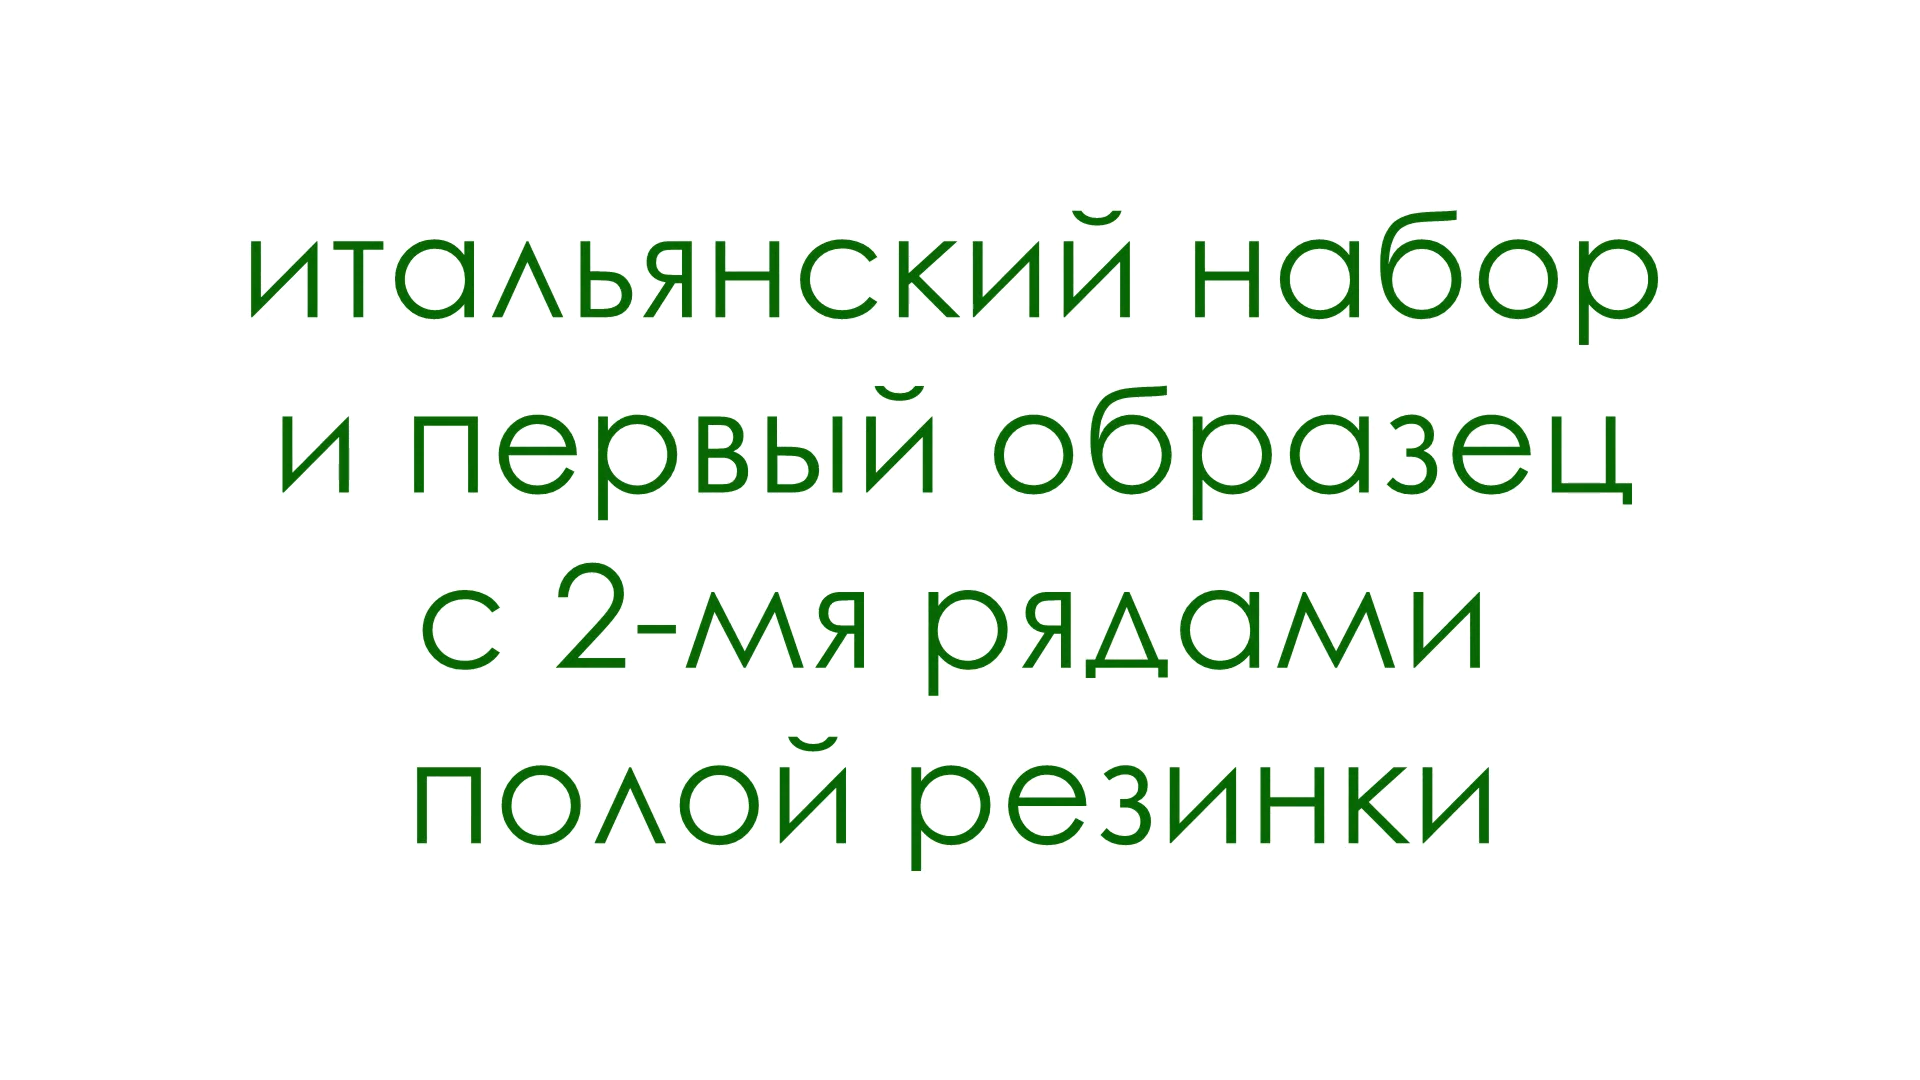 итальянский набор
и первый образец
с 2-мя рядами
полой резинки